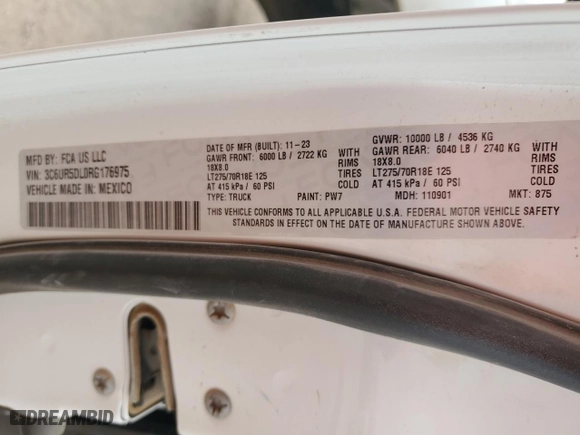 MFD BY: FCA US LLC
VIN: 3C6UR5DL0RG176975
VEHICLE MADE IN: MEXICO
DATE OF MFR (BUILT): 11-23
GAWR FRONT: 6000 LB / 2722 KG
18X8.0 RIMS WITH
LT275/70R18E 125 TIRES
AT 415 kPa / 60 PSI
TYPE: TRUCK PAINT: PW7
GVWR: 10000 LB / 4536 KG
GAWR REAR: 6040 LB / 2740 KG
18X8.0 RIMS WITH
LT275/70R18E 125 TIRES
AT 415 kPa / 60 PSI
MDH: 110901 MKT: 875
THIS VEHICLE CONFORMS TO ALL APPLICABLE U.S.A. FEDERAL MOTOR VEHICLE SAFETY
STANDARDS IN EFFECT ON THE DATE OF MANUFACTURE SHOWN ABOVE.
DREAMBID